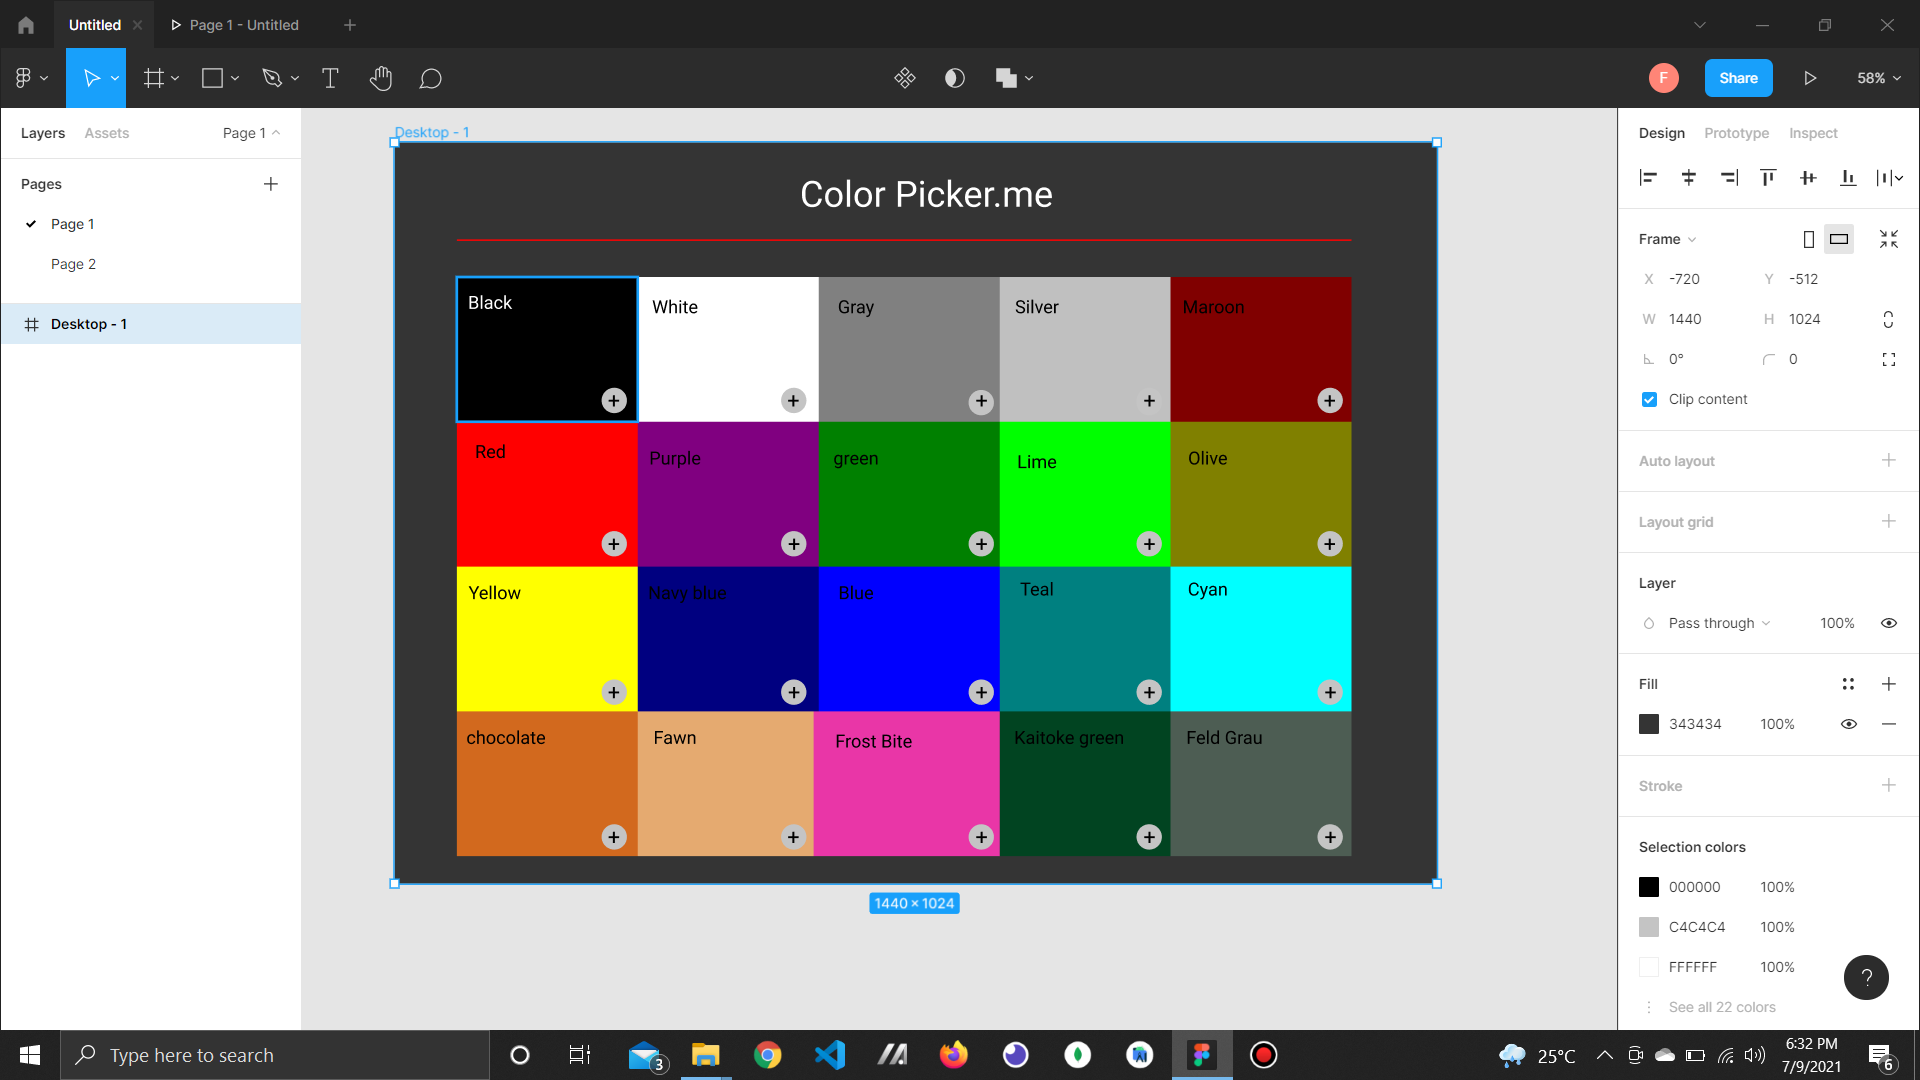 Untitled
Page 1 - Untitled
F
Share
58%
Layers Assets Page 1
Pages
Page 1
Page 2
Desktop - 1
Desktop - 1
Color Picker.me
Black White Gray Silver Maroon
Red Purple green Lime Olive
Yellow Navy blue Blue Teal Cyan
chocolate Fawn Frost Bite Kaitoke green Feld Grau
1440 × 1024
Design Prototype Inspect
Frame
X -720 Y -512
W 1440 H 1024
0° 0
Clip content
Auto layout
Layout grid
Layer
Pass through 100%
Fill
343434 100%
Stroke
Selection colors
000000 100%
C4C4C4 100%
FFFFFF 100%
See all 22 colors
?
Type here to search
3
25°C
6:32 PM
7/9/2021
6